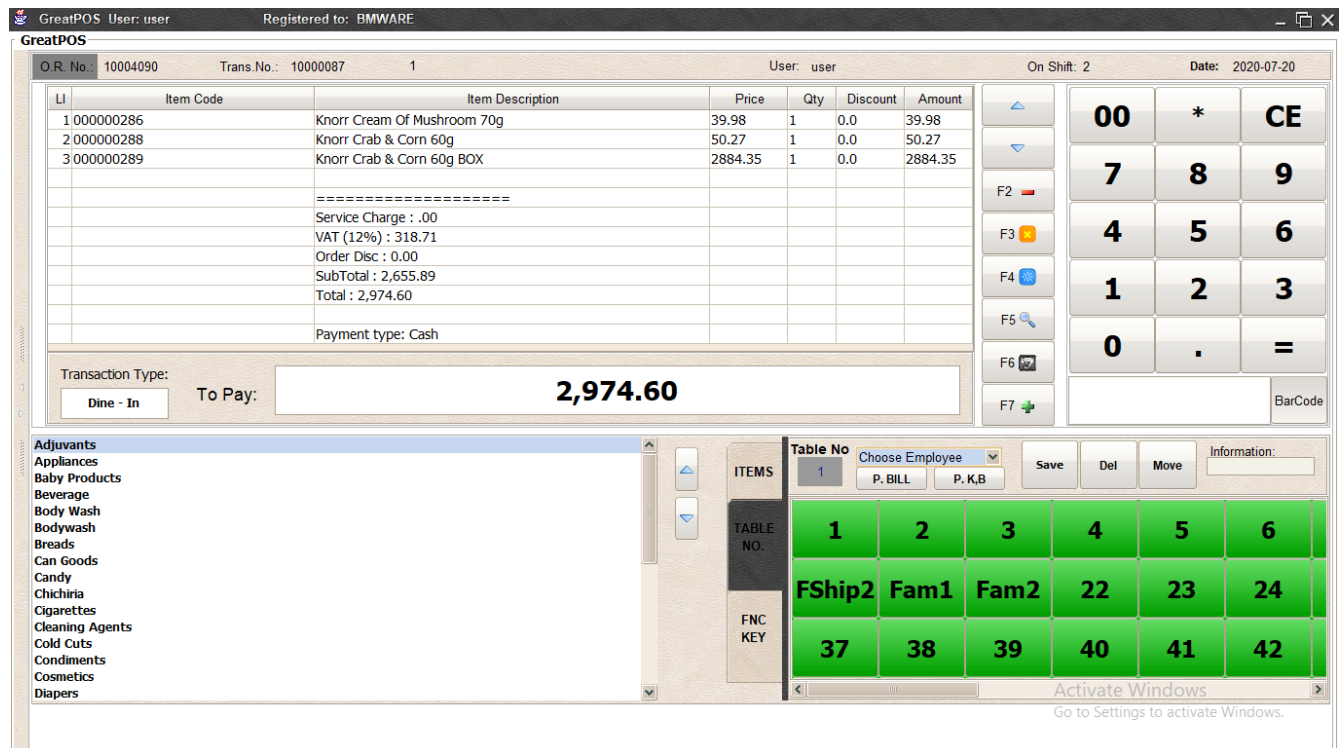 GreatPOS User: user Registered to: BMWARE
GreatPOS
O.R. No.: 10004090 Trans.No.: 10000087 1 User: user On Shift: 2 Date: 2020-07-20
LI Item Code Item Description Price Qty Discount Amount
1 000000286 Knorr Cream Of Mushroom 70g 39.98 1 0.0 39.98
2 000000288 Knorr Crab & Corn 60g 50.27 1 0.0 50.27
3 000000289 Knorr Crab & Corn 60g BOX 2884.35 1 0.0 2884.35
====================
Service Charge : .00
VAT (12%) : 318.71
Order Disc : 0.00
SubTotal : 2,655.89
Total : 2,974.60
Payment type: Cash
Transaction Type:
Dine - In
To Pay: 2,974.60
F2
F3
F4
F5
F6
F7
00 * CE
7 8 9
4 5 6
1 2 3
0 . =
BarCode
Adjuvants
Appliances
Baby Products
Beverage
Body Wash
Bodywash
Breads
Can Goods
Candy
Chichiria
Cigarettes
Cleaning Agents
Cold Cuts
Condiments
Cosmetics
Diapers
ITEMS
TABLE
NO.
FNC
KEY
Table No
1
Choose Employee
P. BILL P. K,B
Save Del Move
Information:
1 2 3 4 5 6
FShip2 Fam1 Fam2 22 23 24
37 38 39 40 41 42
Activate Windows
Go to Settings to activate Windows.